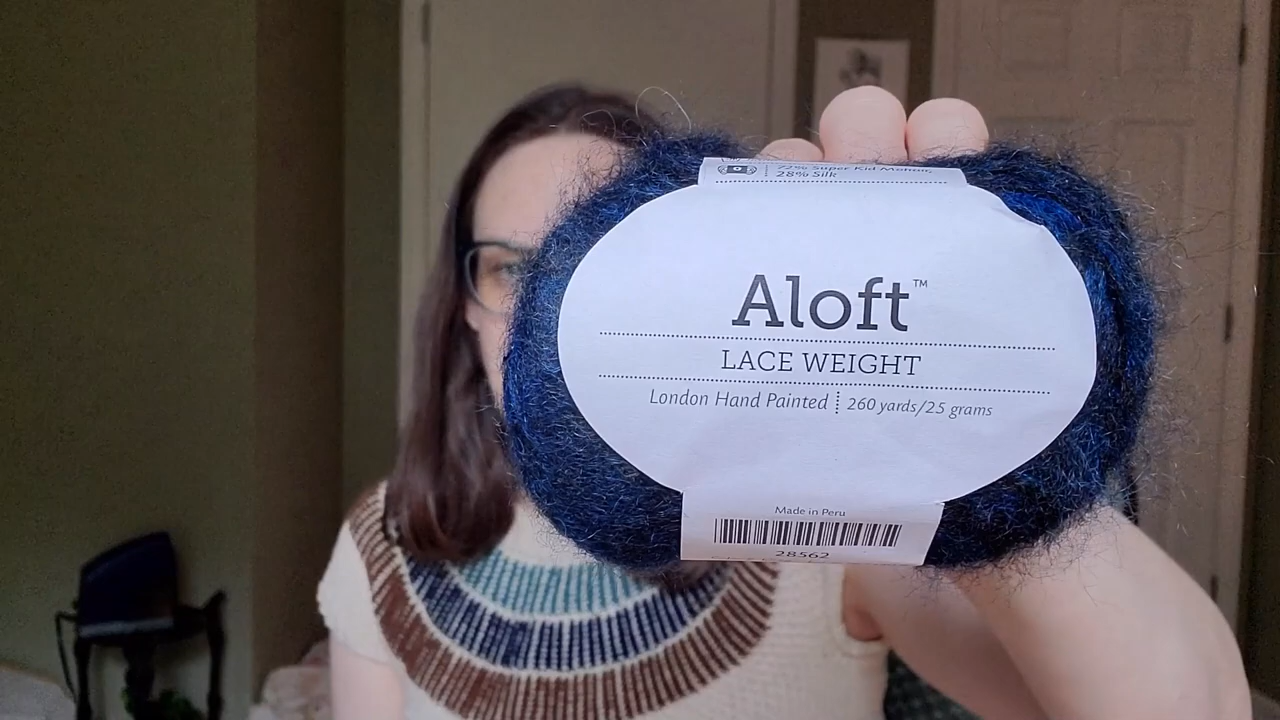 72% Super Kid Mohair,
28% Silk
Aloft™
LACE WEIGHT
London Hand Painted
260 yards/25 grams
Made in Peru
28562